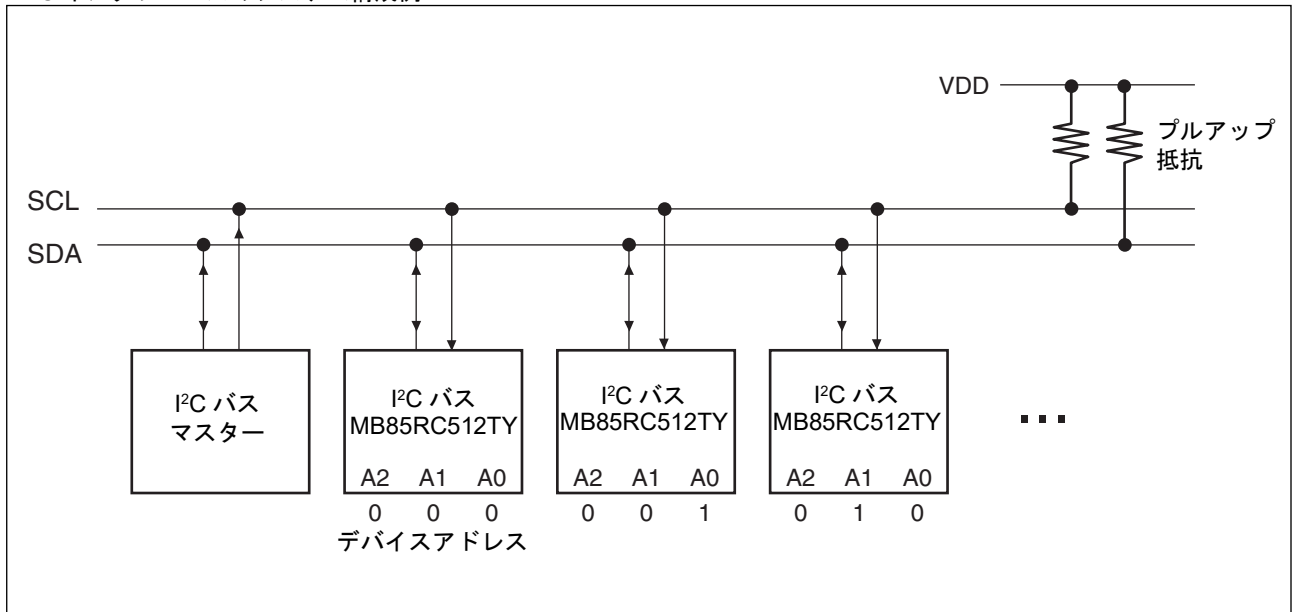 VDD
プルアップ
抵抗
SCL
SDA
I²C バス
マスター
I²C バス
MB85RC512TY
A2 A1 A0
0 0 0
デバイスアドレス
I²C バス
MB85RC512TY
A2 A1 A0
0 0 1
I²C バス
MB85RC512TY
A2 A1 A0
0 1 0
...